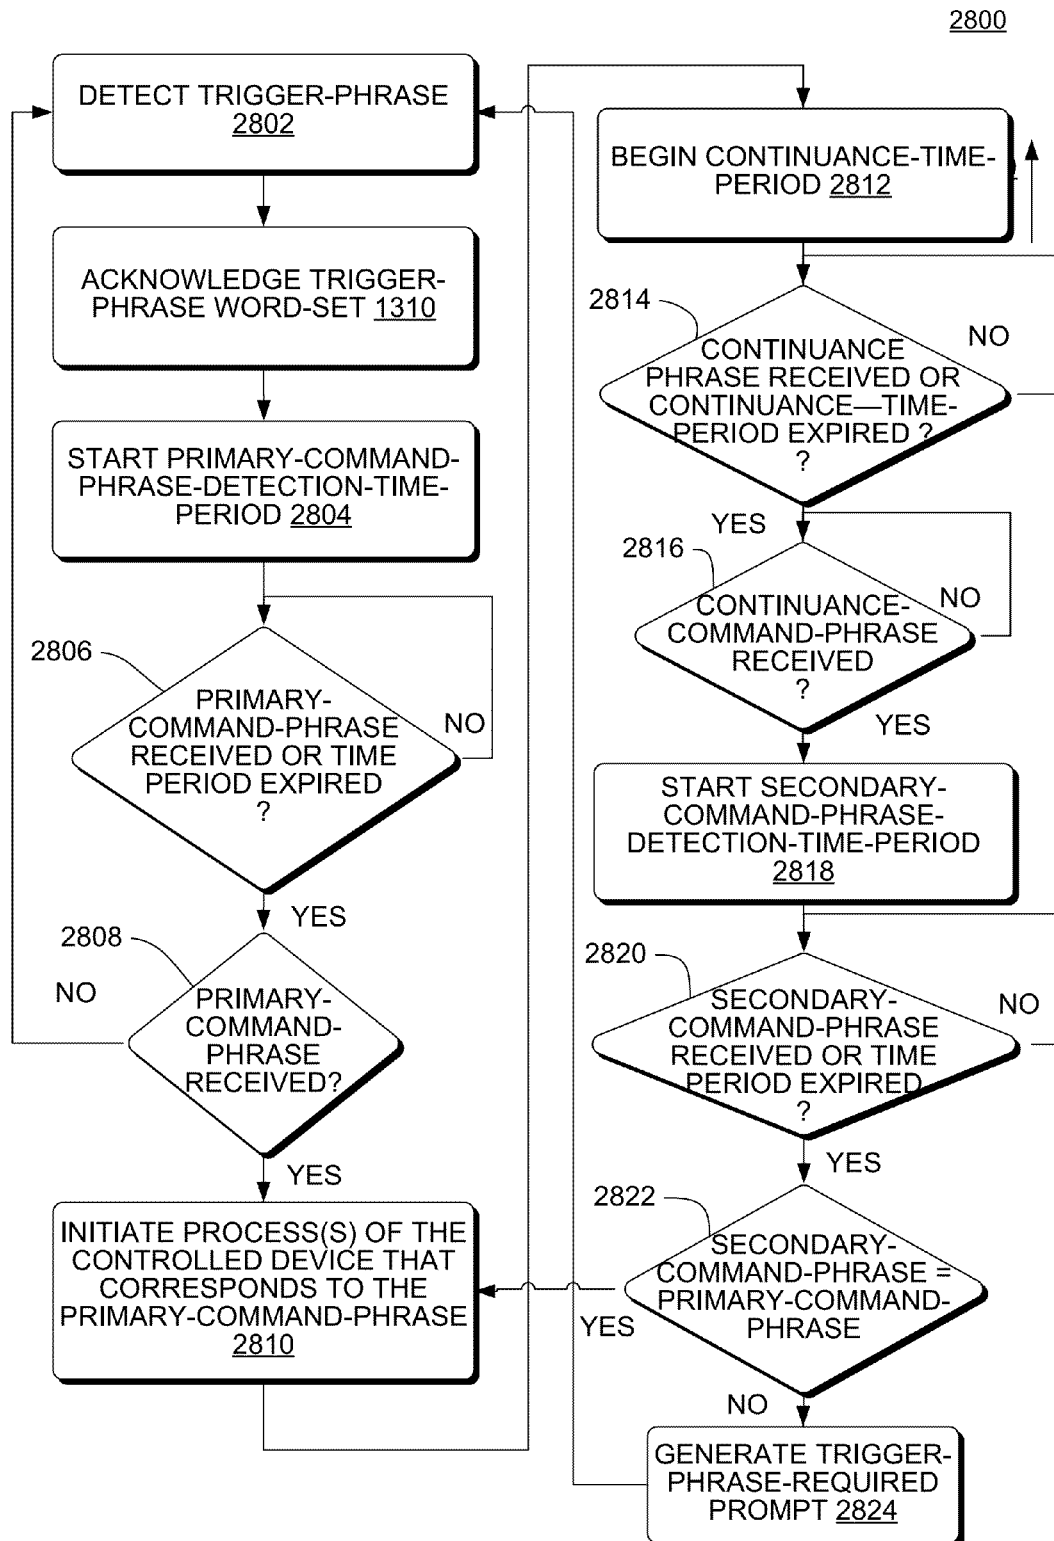 2800
DETECT TRIGGER-PHRASE
2802
ACKNOWLEDGE TRIGGER-
PHRASE WORD-SET 1310
START PRIMARY-COMMAND-
PHRASE-DETECTION-TIME-
PERIOD 2804
2806
PRIMARY-
COMMAND-PHRASE
RECEIVED OR TIME
PERIOD EXPIRED
?
NO
YES
2808
NO
PRIMARY-
COMMAND-
PHRASE
RECEIVED?
YES
INITIATE PROCESS(S) OF THE
CONTROLLED DEVICE THAT
CORRESPONDS TO THE
PRIMARY-COMMAND-PHRASE
2810
BEGIN CONTINUANCE-TIME-
PERIOD 2812
2814
NO
CONTINUANCE
PHRASE RECEIVED OR
CONTINUANCE—TIME-
PERIOD EXPIRED ?
?
YES
2816
CONTINUANCE-
COMMAND-PHRASE
RECEIVED
?
NO
YES
START SECONDARY-
COMMAND-PHRASE-
DETECTION-TIME-PERIOD
2818
2820
SECONDARY-
COMMAND-PHRASE
RECEIVED OR TIME
PERIOD EXPIRED
?
NO
YES
2822
SECONDARY-
COMMAND-PHRASE =
PRIMARY-COMMAND-
PHRASE
YES
NO
GENERATE TRIGGER-
PHRASE-REQUIRED
PROMPT 2824